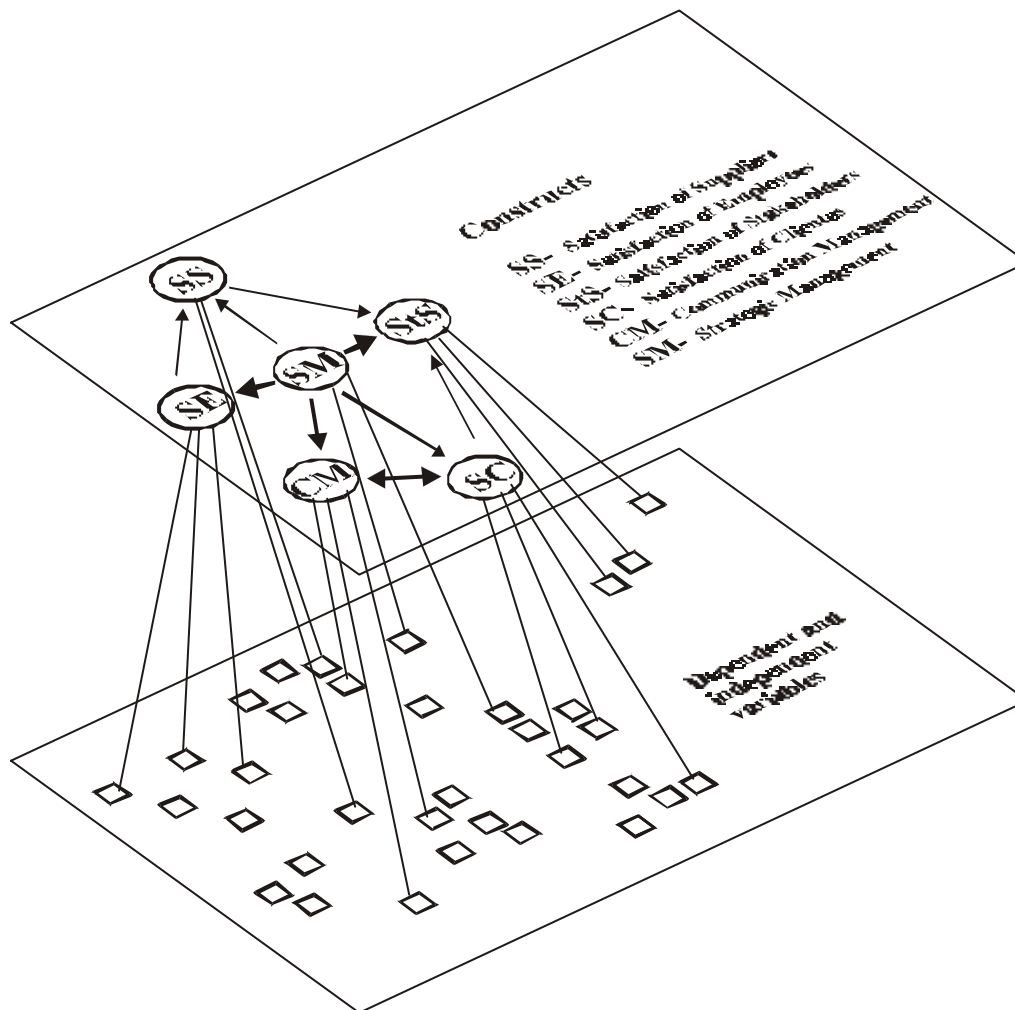 Constructs
SS- Satisfaction of Suppliers
SE- Satisfaction of Employees
StS- Satisfaction of Stakeholders
SC- Satisfaction of Clientes
CM- Communication Management
SM- Strategic Management
SS
StS
SM
SE
CM
SC
Dependent and
independent
variables